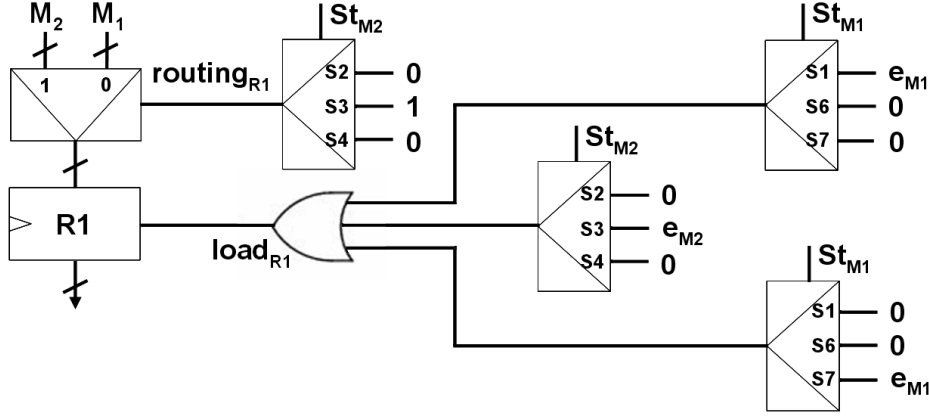 M2 M1
1 0
routingR1
StM2
S2 0
S3 1
S4 0
StM1
S1 eM1
S6 0
S7 0
R1
loadR1
StM2
S2 0
S3 eM2
S4 0
StM1
S1 0
S6 0
S7 eM1